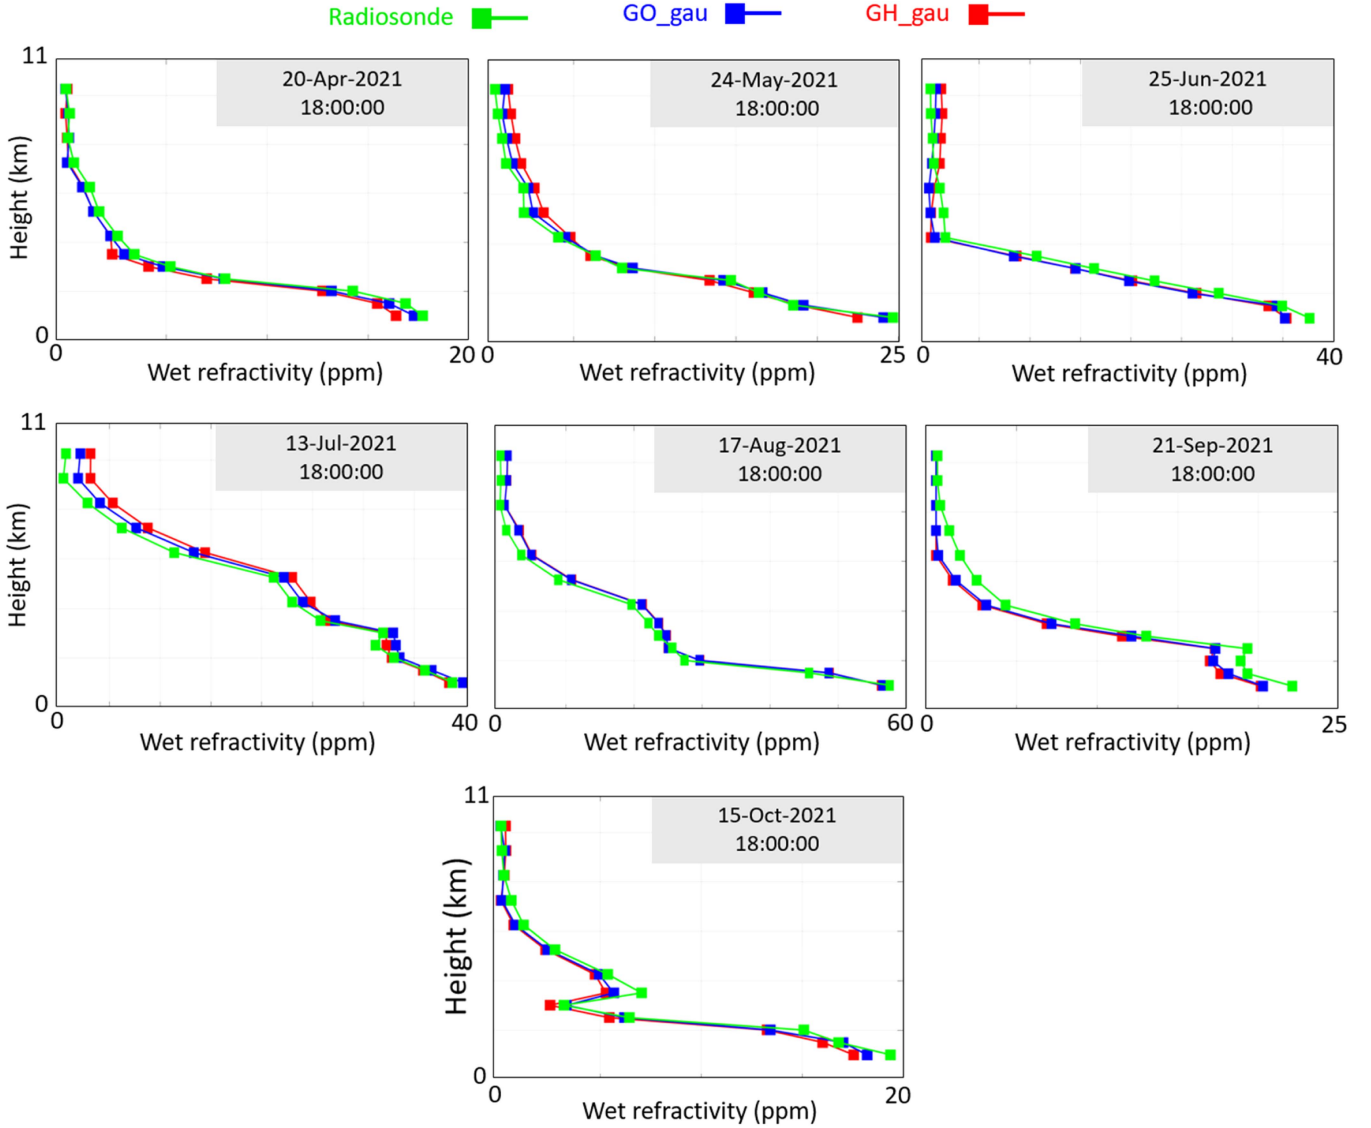 Radiosonde GO_gau GH_gau
11
20-Apr-2021
18:00:00
Height (km)
0
0 20
Wet refractivity (ppm)
24-May-2021
18:00:00
0 25
Wet refractivity (ppm)
25-Jun-2021
18:00:00
0 40
Wet refractivity (ppm)
11
13-Jul-2021
18:00:00
Height (km)
0
0 40
Wet refractivity (ppm)
17-Aug-2021
18:00:00
0 60
Wet refractivity (ppm)
21-Sep-2021
18:00:00
0 25
Wet refractivity (ppm)
11
15-Oct-2021
18:00:00
Height (km)
0
0 20
Wet refractivity (ppm)